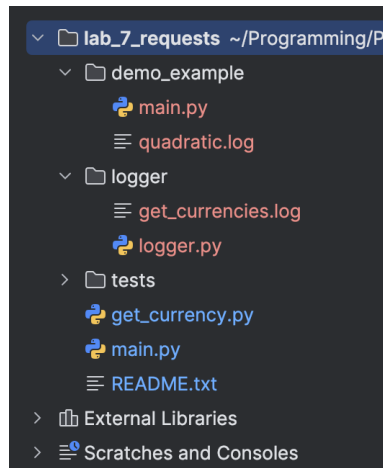 lab_7_requests ~/Programming/P
demo_example
main.py
quadratic.log
logger
get_currencies.log
logger.py
tests
get_currency.py
main.py
README.txt
External Libraries
Scratches and Consoles